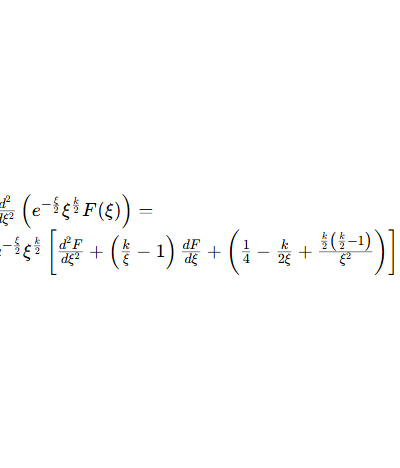 d²/dξ² (e^{-ξ/2} ξ^{k/2} F(ξ)) =
e^{-ξ/2} ξ^{k/2} [d²F/dξ² + (k/ξ − 1) dF/dξ + (1/4 − k/2ξ + k/2(k/2−1)/ξ²)]